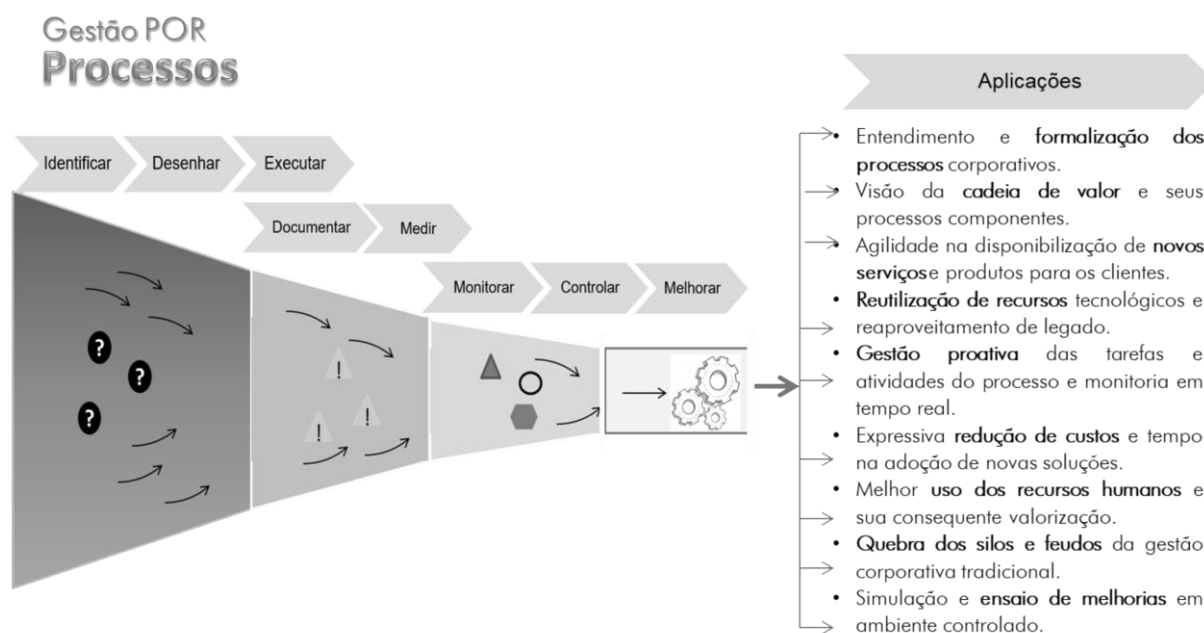 Gestão POR
Processos
Identificar
Desenhar
Executar
Documentar
Medir
Monitorar
Controlar
Melhorar
?
?
?
!
!
!
Aplicações
• Entendimento e formalização dos
processos corporativos.
• Visão da cadeia de valor e seus
processos componentes.
• Agilidade na disponibilização de novos
serviços e produtos para os clientes.
• Reutilização de recursos tecnológicos e
reaproveitamento de legado.
• Gestão proativa das tarefas e
atividades do processo e monitoria em
tempo real.
• Expressiva redução de custos e tempo
na adoção de novas soluções.
• Melhor uso dos recursos humanos e
sua consequente valorização.
• Quebra dos silos e feudos da gestão
corporativa tradicional.
• Simulação e ensaio de melhorias em
ambiente controlado.